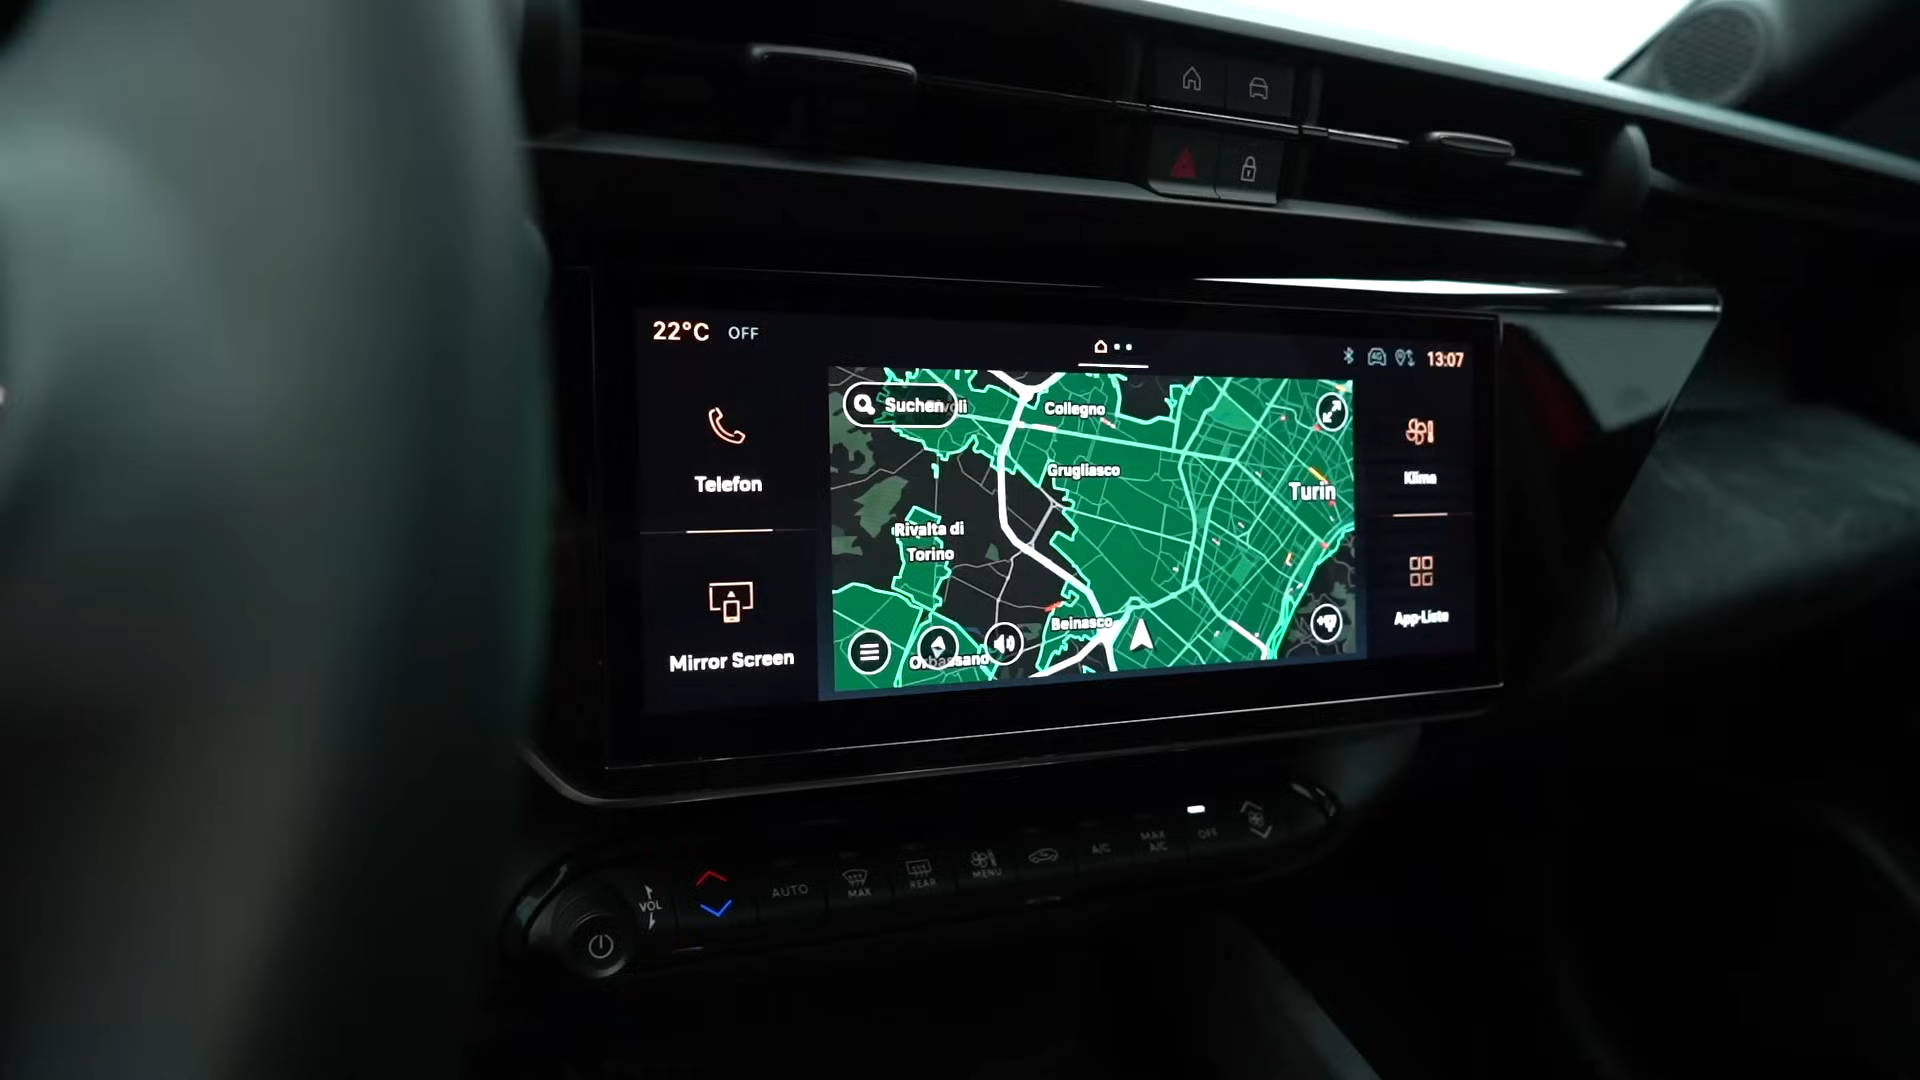 22°C OFF
13:07
Telefon
Mirror Screen
Suchen
Collegno
Grugliasco
Turin
Rivalta di
Torino
Beinasco
Orbassano
Klima
App-Liste
VOL
AUTO
MAX
REAR
MENU
A/C
MAX
A/C
OFF